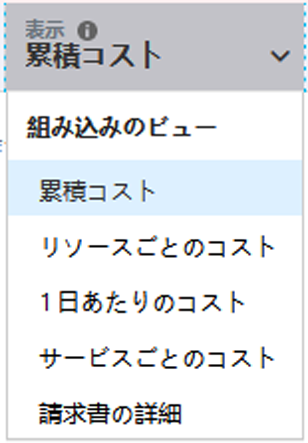 表示
累積コスト
組み込みのビュー
累積コスト
リソースごとのコスト
1日あたりのコスト
サービスごとのコスト
請求書の詳細